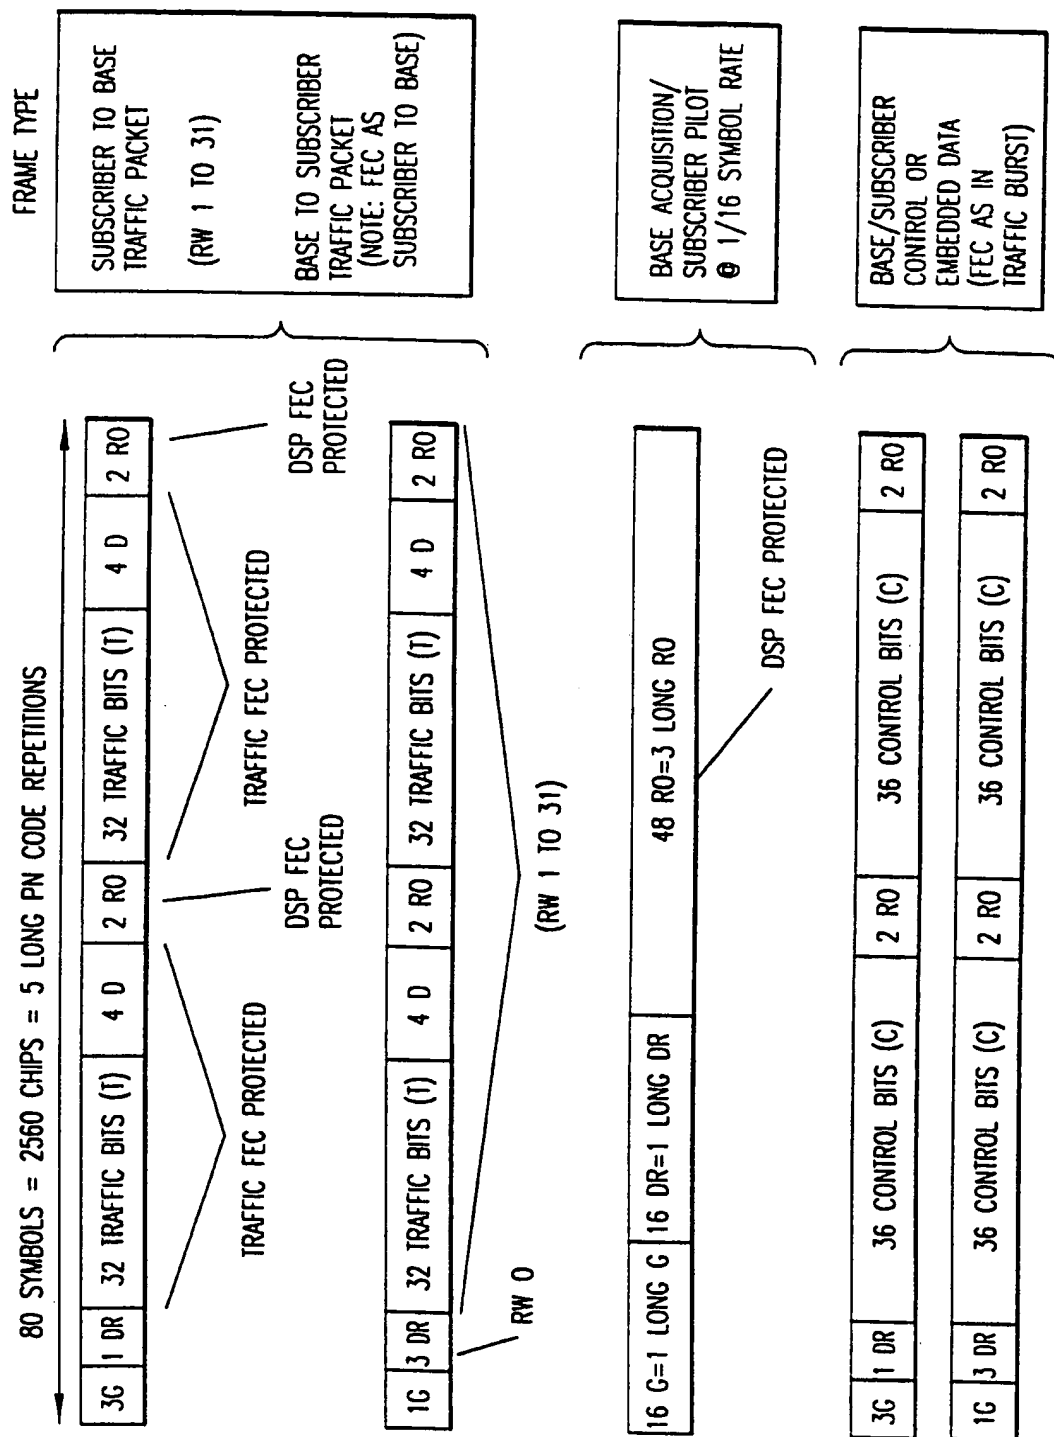 FRAME TYPE
80 SYMBOLS = 2560 CHIPS = 5 LONG PN CODE REPETITIONS
3G 1 DR 32 TRAFFIC BITS (T) 4 D 2 RO 32 TRAFFIC BITS (T) 4 D 2 RO
TRAFFIC FEC PROTECTED
DSP FEC
PROTECTED
TRAFFIC FEC PROTECTED
DSP FEC
PROTECTED
SUBSCRIBER TO BASE
TRAFFIC PACKET
(RW 1 TO 31)
BASE TO SUBSCRIBER
TRAFFIC PACKET
(NOTE: FEC AS
SUBSCRIBER TO BASE)
1G 3 DR 32 TRAFFIC BITS (T) 4 D 2 RO 32 TRAFFIC BITS (T) 4 D 2 RO
RW 0
(RW 1 TO 31)
16 G=1 LONG G 16 DR=1 LONG DR 48 RO=3 LONG RO
DSP FEC PROTECTED
BASE ACQUISITION/
SUBSCRIBER PILOT
@ 1/16 SYMBOL RATE
3G 1 DR 36 CONTROL BITS (C) 2 RO 36 CONTROL BITS (C) 2 RO
1G 3 DR 36 CONTROL BITS (C) 2 RO 36 CONTROL BITS (C) 2 RO
BASE/SUBSCRIBER
CONTROL OR
EMBEDDED DATA
(FEC AS IN
TRAFFIC BURST)